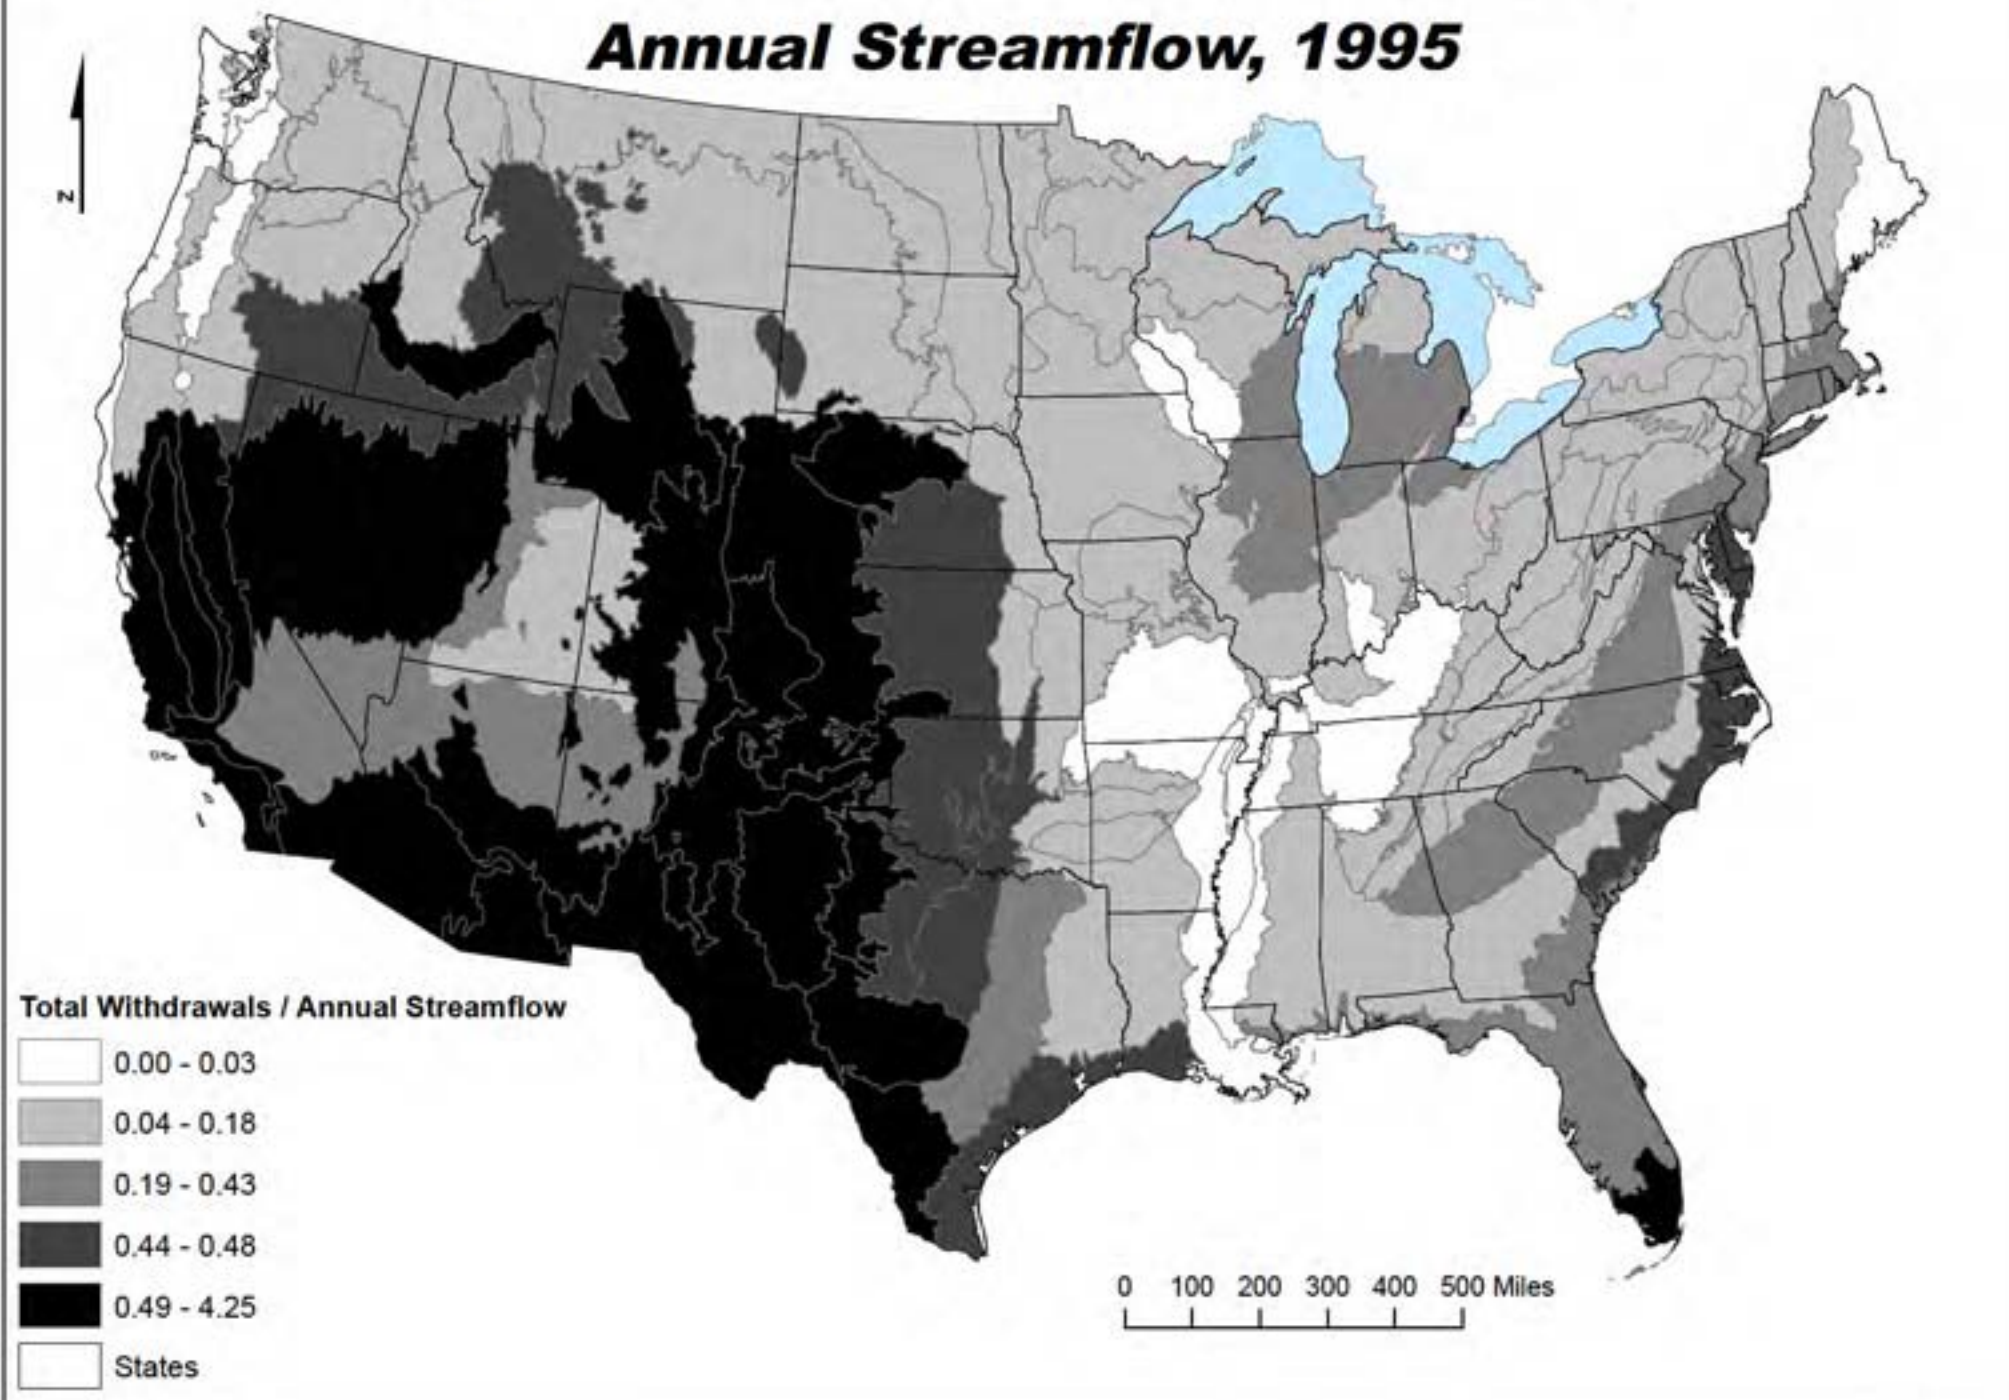 Annual Streamflow, 1995
N
Total Withdrawals / Annual Streamflow
0.00 - 0.03
0.04 - 0.18
0.19 - 0.43
0.44 - 0.48
0.49 - 4.25
States
0 100 200 300 400 500 Miles